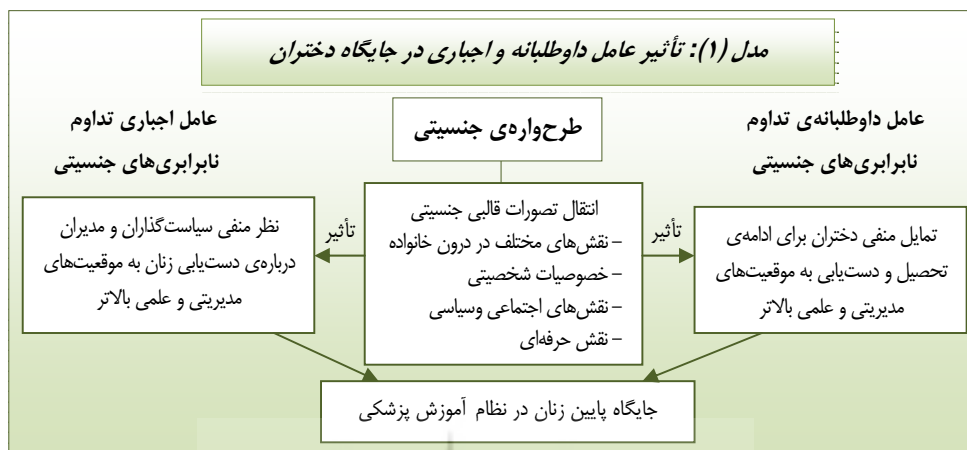 مدل (۱): تأثیر عامل داوطلبانه و اجباری در جایگاه دختران
عامل داوطلبانه‌ی تداوم
نابرابری‌های جنسیتی
طرح‌واره‌ی جنسیتی
عامل اجباری تداوم
نابرابری‌های جنسیتی
تمایل منفی دختران برای ادامه‌ی
تحصیل و دست‌یابی به موقعیت‌های
مدیریتی و علمی بالاتر
تأثیر
انتقال تصورات قالبی جنسیتی
– نقش‌های مختلف در درون خانواده
– خصوصیات شخصیتی
– نقش‌های اجتماعی وسیاسی
– نقش حرفه‌ای
تأثیر
نظر منفی سیاست‌گذاران و مدیران
درباره‌ی دست‌یابی زنان به موقعیت‌های
مدیریتی و علمی بالاتر
جایگاه پایین زنان در نظام آموزش پزشکی